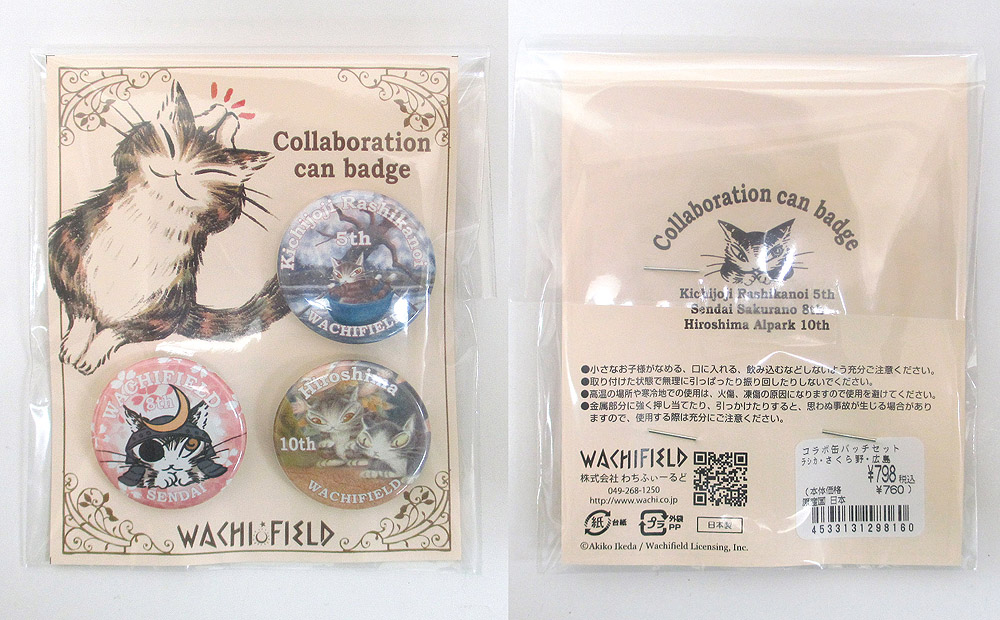 Collaboration
can badge
Kichijoji Rashikanoi
5th
WACHIFIELD
WACHIFIELD
8th
SENDAI
Hiroshima
10th
WACHIFIELD
WACHIFIELD
Collaboration can badge
Kichijoji Rashikanoi 5th
Sendai Sakurano 8th
Hiroshima Alpark 10th
●小さなお子様がなめる、口に入れる、飲み込むなどしないよう充分ご注意ください。
●取り付けた状態で無理に引っぱったり振り回したりしないでください。
●高温の場所や寒冷地での使用は、火傷、凍傷の原因になりますので使用を避けてください。
●金属部分に強く押し当てたり、引っかけたりすると、思わぬ事故が生じる場合があり
ますので、使用する際は充分にご注意ください。
WACHIFIELD
株式会社 わちふぃーるど
049-268-1250
http://www.wachi.co.jp
紙 台紙
プラ 外袋
PP
日本製
©Akiko Ikeda / Wachifield Licensing, Inc.
コラボ缶バッチセット
ラシカ・さくら野・広島
¥798税込
(本体価格 ¥760)
原産国 日本
4533131298160